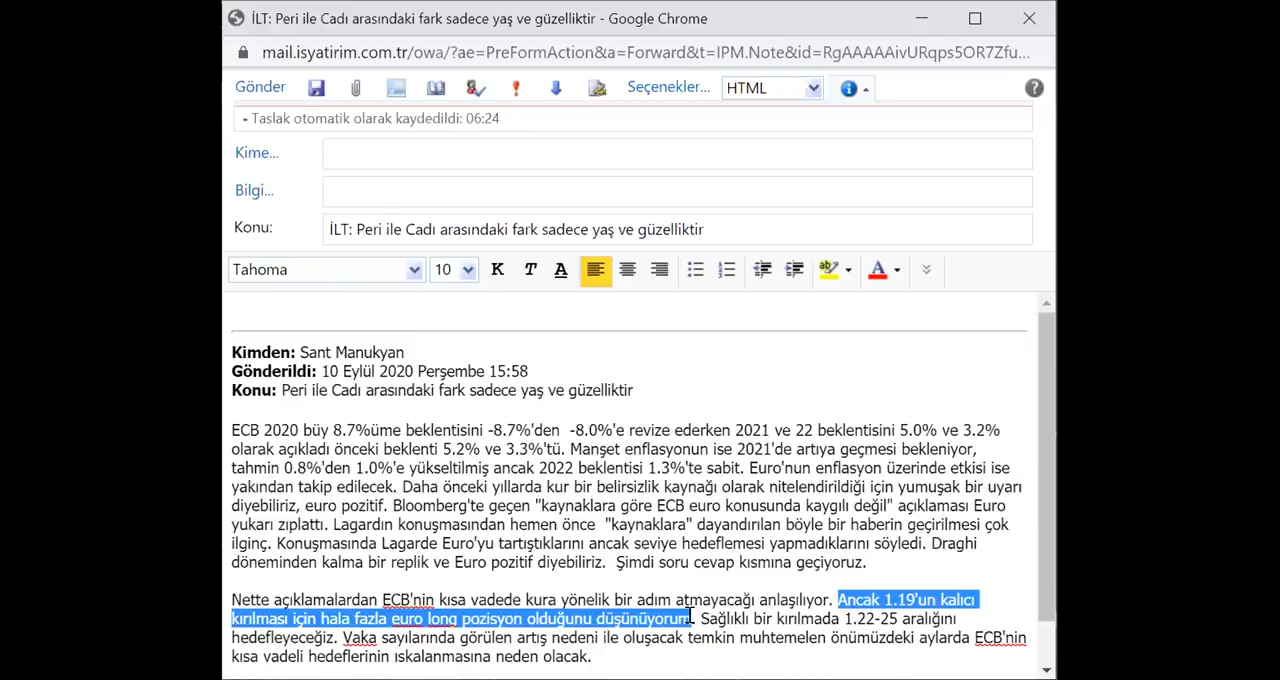 İLT: Peri ile Cadı arasındaki fark sadece yaş ve güzelliktir - Google Chrome
mail.isyatirim.com.tr/owa/?ae=PreFormAction&a=Forward&t=IPM.Note&id=RgAAAAAivURqps5OR7Zfu...
Gönder Seçenekler... HTML
- Taslak otomatik olarak kaydedildi: 06:24
Kime...
Bilgi...
Konu: İLT: Peri ile Cadı arasındaki fark sadece yaş ve güzelliktir
Tahoma 10 K T A
Kimden: Sant Manukyan
Gönderildi: 10 Eylül 2020 Perşembe 15:58
Konu: Peri ile Cadı arasındaki fark sadece yaş ve güzelliktir
ECB 2020 büy 8.7%üme beklentisini -8.7%'den -8.0%'e revize ederken 2021 ve 22 beklentisini 5.0% ve 3.2%
olarak açıkladı önceki beklenti 5.2% ve 3.3%'tü. Manşet enflasyonun ise 2021'de artıya geçmesi bekleniyor,
tahmin 0.8%'den 1.0%'e yükseltilmiş ancak 2022 beklentisi 1.3%'te sabit. Euro'nun enflasyon üzerinde etkisi ise
yakından takip edilecek. Daha önceki yıllarda kur bir belirsizlik kaynağı olarak nitelendirildiği için yumuşak bir uyarı
diyebiliriz, euro pozitif. Bloomberg'te geçen "kaynaklara göre ECB euro konusunda kaygılı değil" açıklaması Euro
yukarı zıplattı. Lagardın konuşmasından hemen önce "kaynaklara" dayandırılan böyle bir haberin geçirilmesi çok
ilginç. Konuşmasında Lagarde Euro'yu tartıştıklarını ancak seviye hedeflemesi yapmadıklarını söyledi. Draghi
döneminden kalma bir replik ve Euro pozitif diyebiliriz. Şimdi soru cevap kısmına geçiyoruz.
Nette açıklamalardan ECB'nin kısa vadede kura yönelik bir adım atmayacağı anlaşılıyor. Ancak 1.19'un kalıcı
kırılması için hala fazla euro long pozisyon olduğunu düşünüyorum. Sağlıklı bir kırılmada 1.22-25 aralığını
hedefleyeceğiz. Vaka sayılarında görülen artış nedeni ile oluşacak temkin muhtemelen önümüzdeki aylarda ECB'nin
kısa vadeli hedeflerinin ıskalanmasına neden olacak.